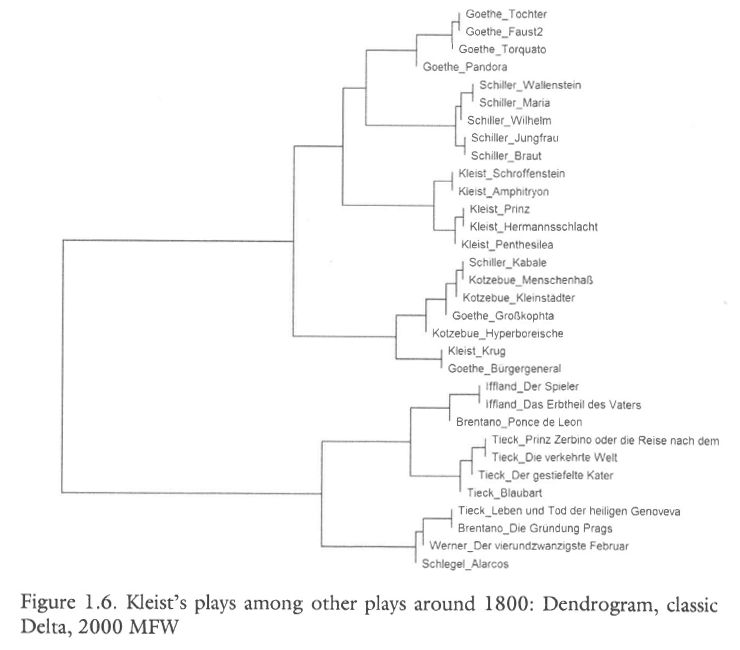 Goethe_Tochter
Goethe_Faust2
Goethe_Torquato
Goethe_Pandora
Schiller_Wallenstein
Schiller_Maria
Schiller_Wilhelm
Schiller_Jungfrau
Schiller_Braut
Kleist_Schroffenstein
Kleist_Amphitryon
Kleist_Prinz
Kleist_Hermannsschlacht
Kleist_Penthesilea
Schiller_Kabale
Kotzebue_Menschenhaß
Kotzebue_Kleinstädter
Goethe_Großkophta
Kotzebue_Hyperboreische
Kleist_Krug
Goethe_Bürgergeneral
Iffland_Der Spieler
Iffland_Das Erbtheil des Vaters
Brentano_Ponce de Leon
Tieck_Prinz Zerbino oder die Reise nach dem
Tieck_Die verkehrte Welt
Tieck_Der gestiefelte Kater
Tieck_Blaubart
Tieck_Leben und Tod der heiligen Genoveva
Brentano_Die Gründung Prags
Werner_Der vierundzwanzigste Februar
Schlegel_Alarcos
Figure 1.6. Kleist's plays among other plays around 1800: Dendrogram, classic
Delta, 2000 MFW